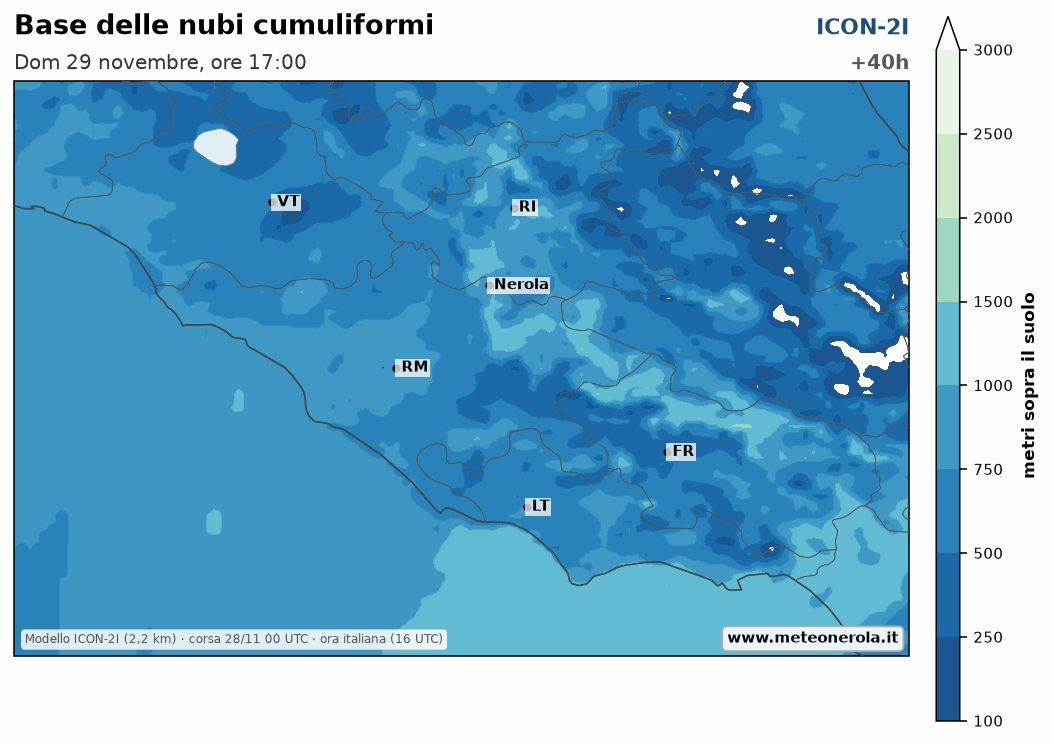 Base delle nubi cumuliformi
ICON-2I
Dom 29 novembre, ore 17:00
+40h
VT
RI
Nerola
RM
FR
LT
Modello ICON-2I (2,2 km) · corsa 28/11 00 UTC · ora italiana (16 UTC)
www.meteonerola.it
3000
2500
2000
1500
1000
750
500
250
100
metri sopra il suolo